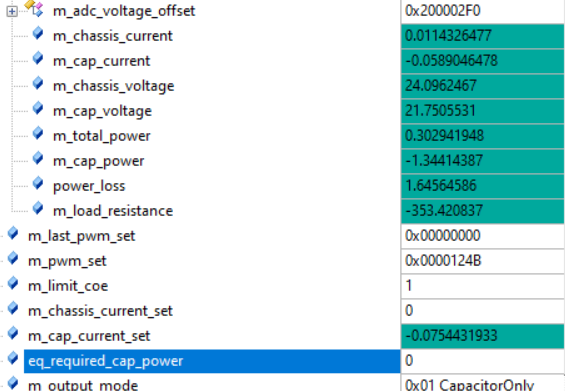 m_adc_voltage_offset 0x200002F0
m_chassis_current 0.0114326477
m_cap_current -0.0589046478
m_chassis_voltage 24.0962467
m_cap_voltage 21.7505531
m_total_power 0.302941948
m_cap_power -1.34414387
power_loss 1.64564586
m_load_resistance -353.420837
m_last_pwm_set 0x00000000
m_pwm_set 0x0000124B
m_limit_coe 1
m_chassis_current_set 0
m_cap_current_set -0.0754431933
eq_required_cap_power 0
m_output_mode 0x01 CapacitorOnly